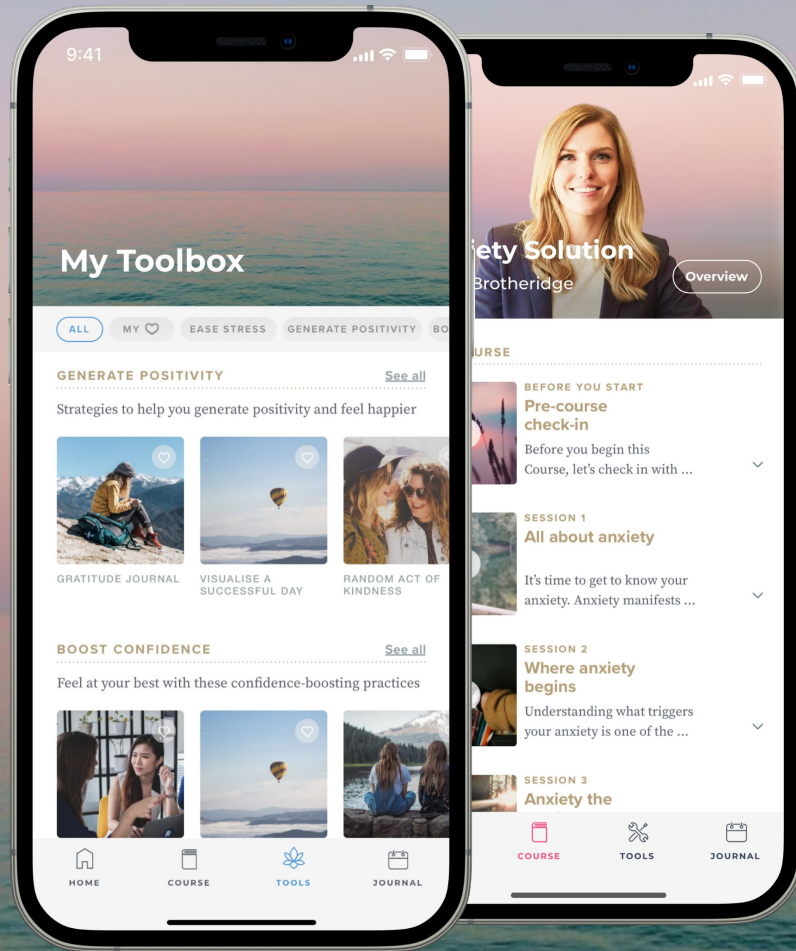 9:41
My Toolbox
ALL
MY
EASE STRESS
GENERATE POSITIVITY
BO
GENERATE POSITIVITY
See all
Strategies to help you generate positivity and feel happier
GRATITUDE JOURNAL
VISUALISE A
SUCCESSFUL DAY
RANDOM ACT OF
KINDNESS
BOOST CONFIDENCE
See all
Feel at your best with these confidence-boosting practices
HOME
COURSE
TOOLS
JOURNAL
iety Solution
Brotheridge
Overview
URSE
BEFORE YOU START
Pre-course
check-in
Before you begin this
Course, let's check in with ...
SESSION 1
All about anxiety
It's time to get to know your
anxiety. Anxiety manifests ...
SESSION 2
Where anxiety
begins
Understanding what triggers
your anxiety is one of the ...
SESSION 3
Anxiety the
COURSE
TOOLS
JOURNAL